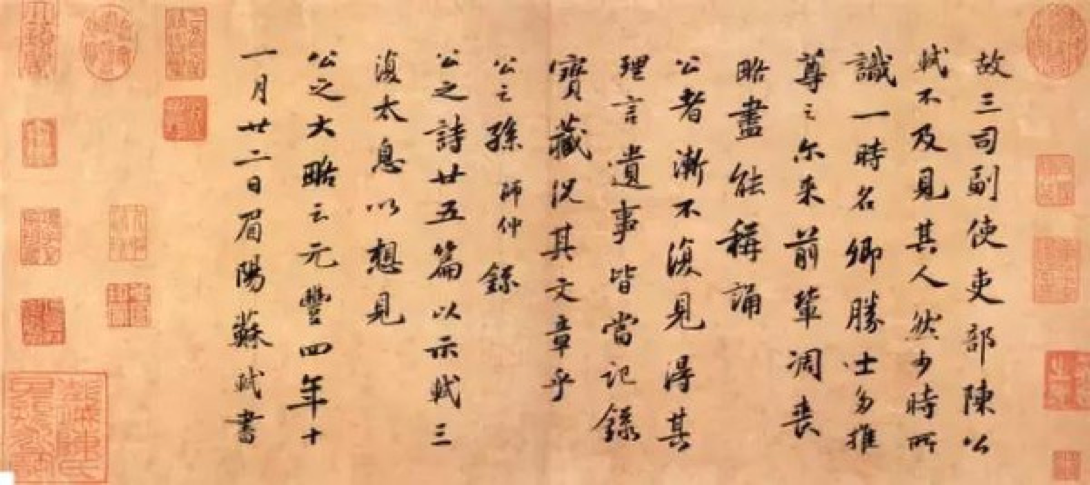 故三司副使吏部陳公
軾不及見其人然少時所
識一時名卿勝士多推
尊之尔来前輩凋喪
略盡能稱誦
公者漸不復見得其
理言遺事皆當記錄
寶藏況其文章乎
公之孫師仲錄
公之詩廿五篇以示軾三
復太息以想見
公之大略云元豐四年十
一月廿二日眉陽蘇軾書